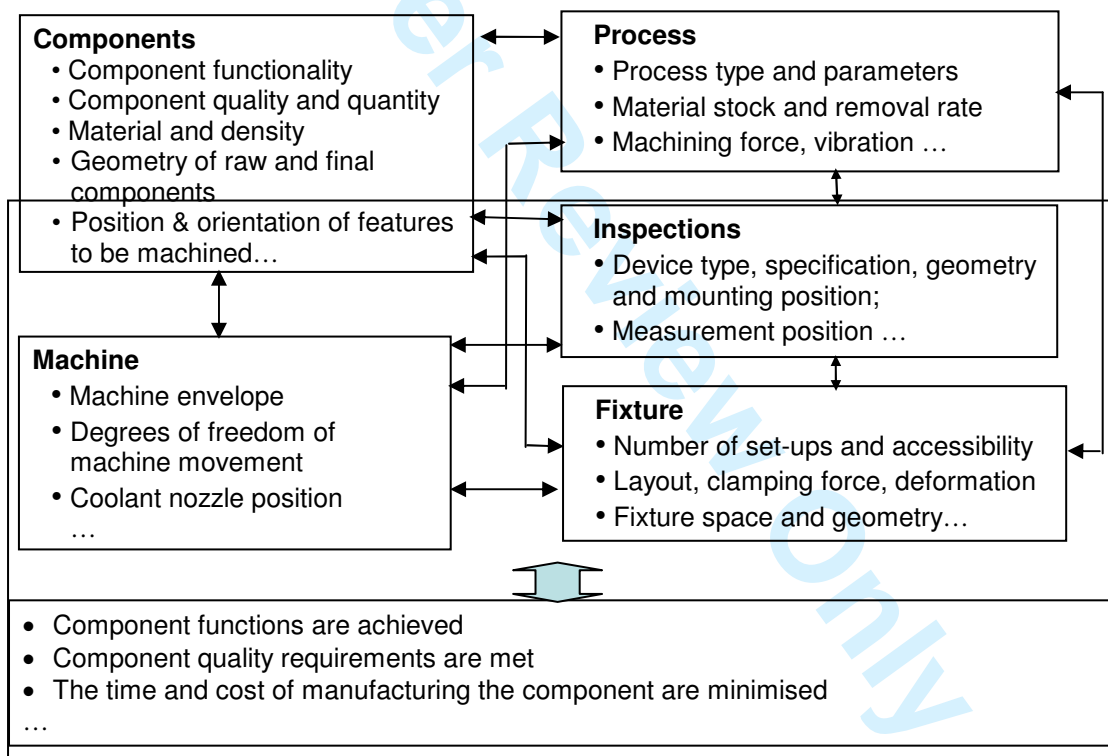 Components
• Component functionality
• Component quality and quantity
• Material and density
• Geometry of raw and final
components
• Position & orientation of features
to be machined…
Process
• Process type and parameters
• Material stock and removal rate
• Machining force, vibration …
Inspections
• Device type, specification, geometry
and mounting position;
• Measurement position …
Machine
• Machine envelope
• Degrees of freedom of
machine movement
• Coolant nozzle position
…
Fixture
• Number of set-ups and accessibility
• Layout, clamping force, deformation
• Fixture space and geometry…
• Component functions are achieved
• Component quality requirements are met
• The time and cost of manufacturing the component are minimised
…
er Review Only